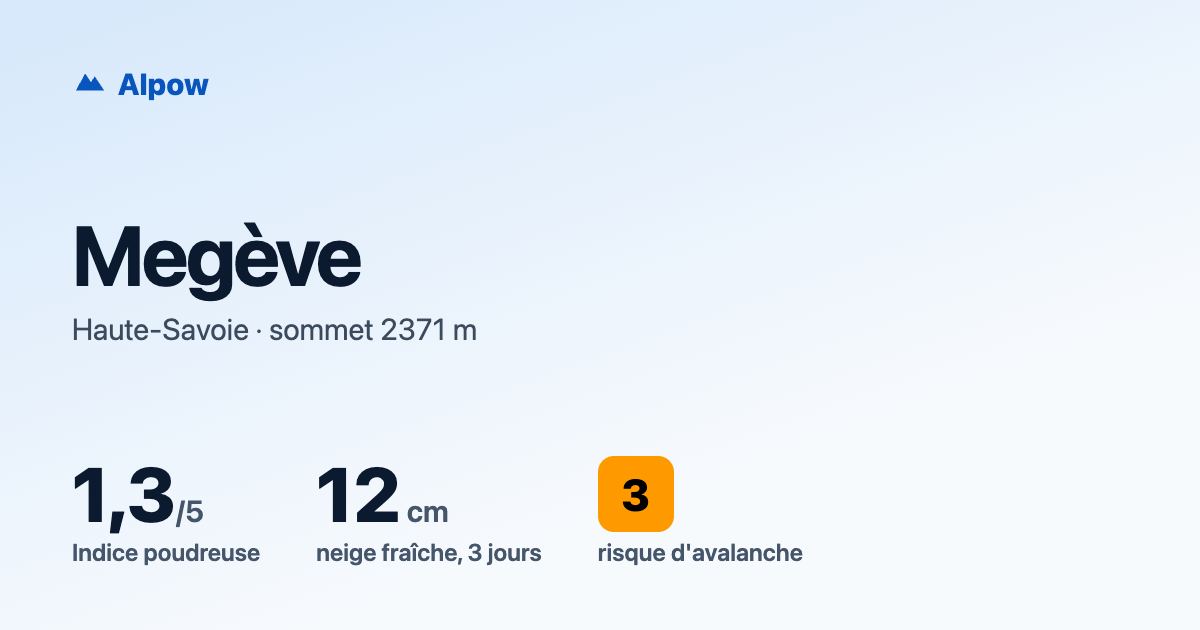 Alpow
Megève
Haute-Savoie · sommet 2371 m
1,3/5
Indice poudreuse
12 cm
neige fraîche, 3 jours
3
risque d'avalanche